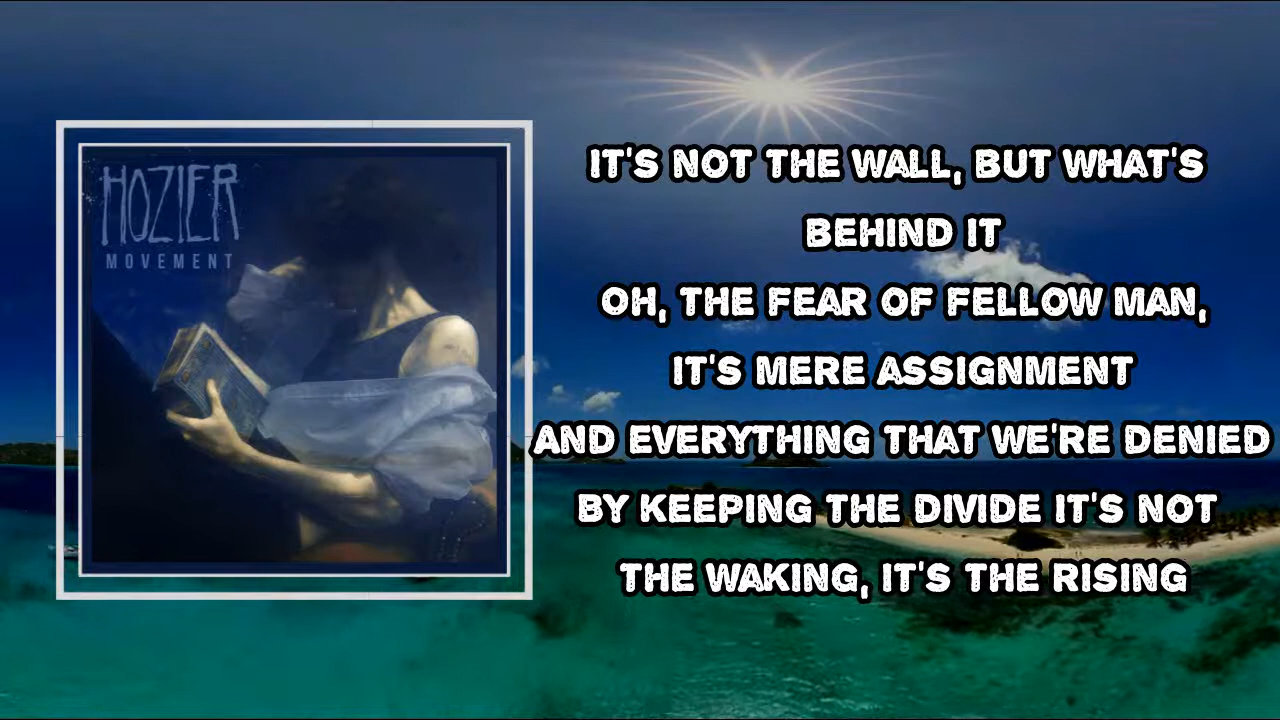 HOZIER
MOVEMENT
IT'S NOT THE WALL, BUT WHAT'S
BEHIND IT
OH, THE FEAR OF FELLOW MAN,
IT'S MERE ASSIGNMENT
AND EVERYTHING THAT WE'RE DENIED
BY KEEPING THE DIVIDE IT'S NOT
THE WAKING, IT'S THE RISING